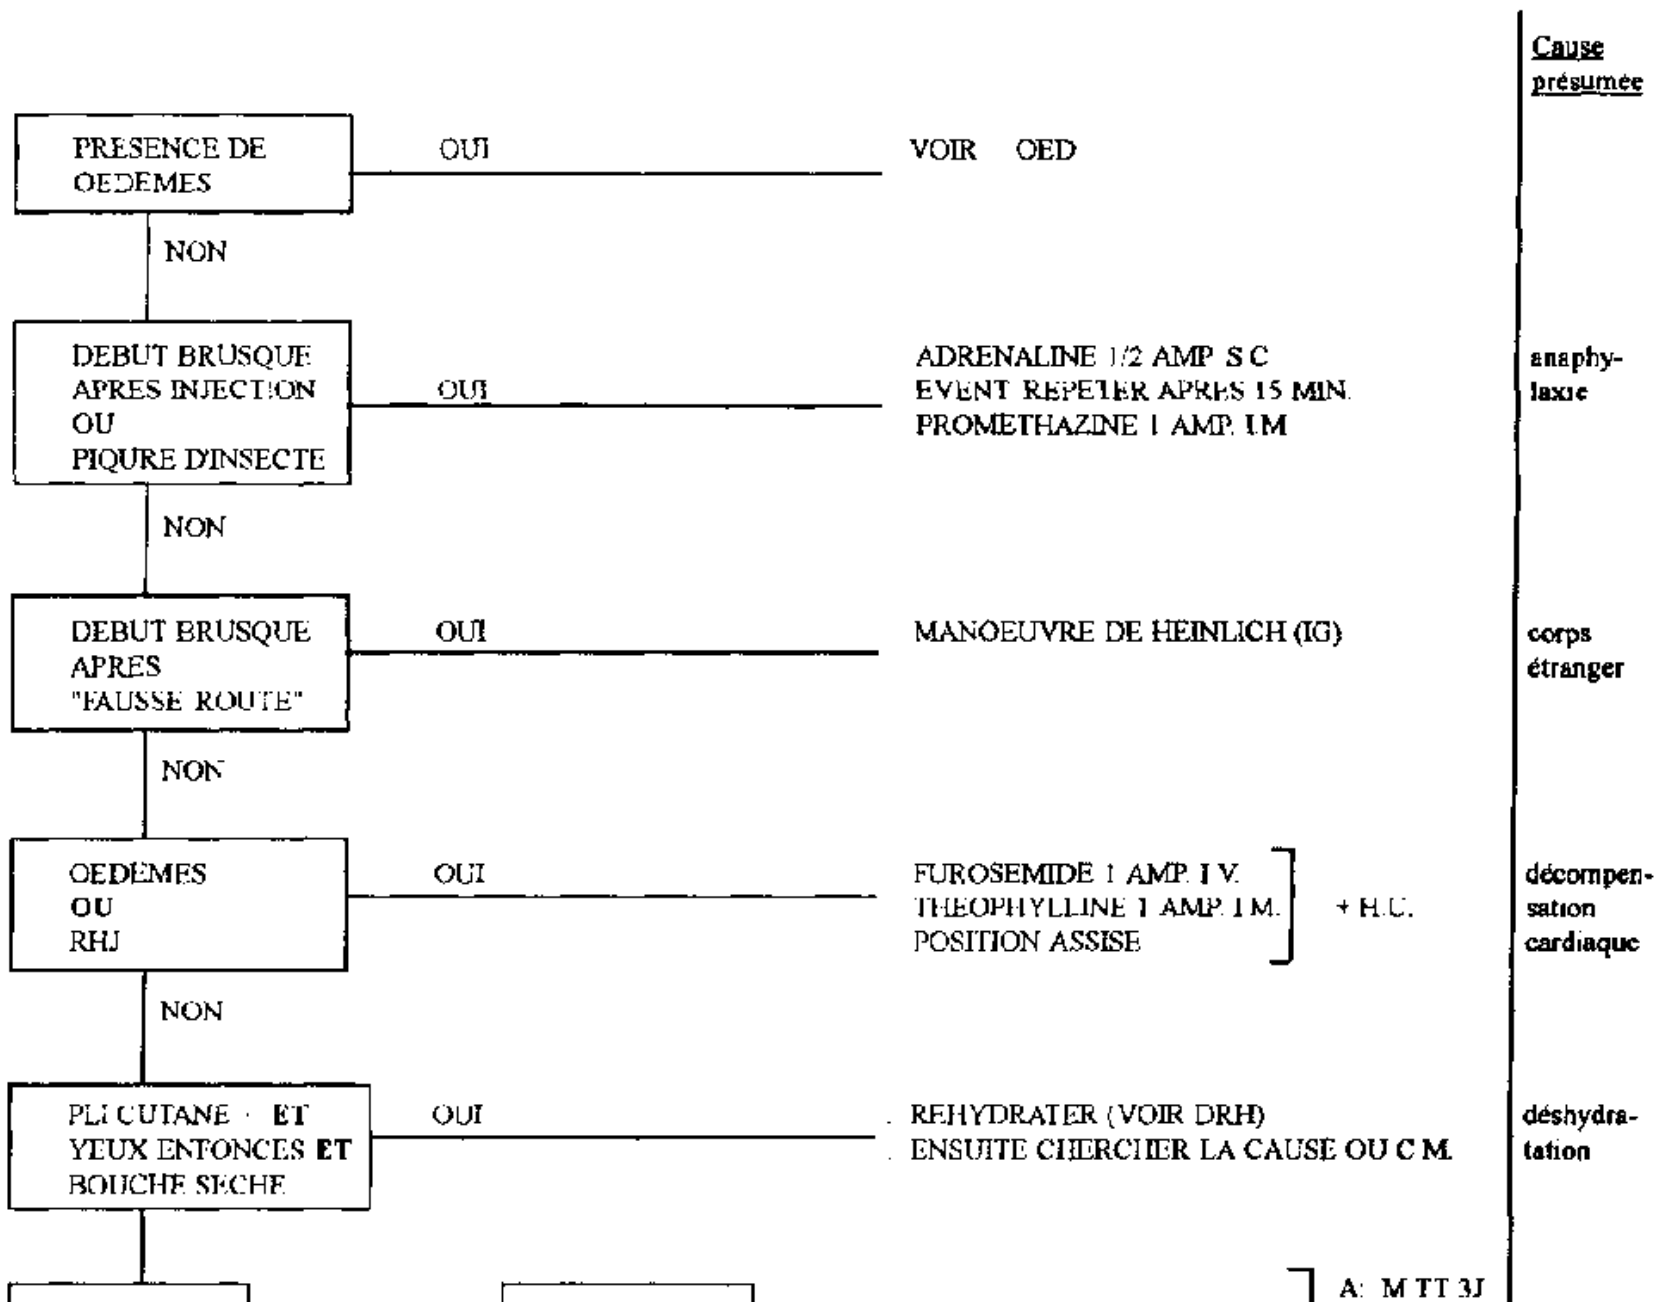 Cause
présumée
PRESENCE DE
OEDEMES
OUI
VOIR OED
NON
DEBUT BRUSQUE
APRES INJECTION
OU
PIQURE D'INSECTE
OUI
ADRENALINE 1/2 AMP. S C
EVENT REPETER APRES 15 MIN.
PROMETHAZINE 1 AMP. I.M
anaphy-
laxie
NON
DEBUT BRUSQUE
APRES
"FAUSSE ROUTE"
OUI
MANOEUVRE DE HEINLICH (IG)
corps
étranger
NON
OEDEMES
OU
RHJ
OUI
FUROSEMIDE 1 AMP. I V.
THEOPHYLLINE 1 AMP. I M.
POSITION ASSISE
+ H.U.
décompen-
sation
cardiaque
NON
PLI CUTANE + ET
YEUX ENFONCES ET
BOUCHE SECHE
OUI
REHYDRATER (VOIR DRH)
ENSUITE CHERCHER LA CAUSE OU C M.
déshydra-
tation
A: M TT 3J